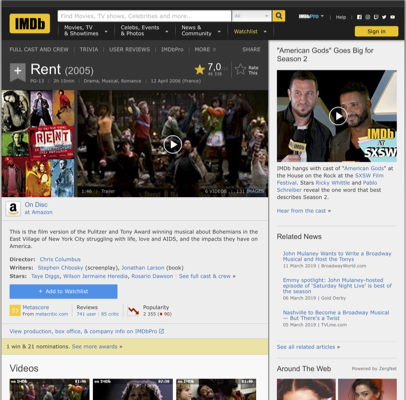 IMDb
Find Movies, TV shows, Celebrities and more...
All
IMDbPro
Help
Movies, TV
& Showtimes
Celebs, Events
& Photos
News &
Community
Watchlist
Sign in
FULL CAST AND CREW | TRIVIA | USER REVIEWS | IMDbPro | MORE
SHARE
Rent (2005)
PG-13 | 2h 15min | Drama, Musical, Romance | 12 April 2006 (France)
7,0
Rate
This
RENT
1:46 | Trailer
6 VIDEOS | 131 IMAGES
On Disc
at Amazon
This is the film version of the Pulitzer and Tony Award winning musical about Bohemians in the
East Village of New York City struggling with life, love and AIDS, and the impacts they have on
America.
Director: Chris Columbus
Writers: Stephen Chbosky (screenplay), Jonathan Larson (book)
Stars: Taye Diggs, Wilson Jermaine Heredia, Rosario Dawson | See full cast & crew »
+ Add to Watchlist
Metascore
From metacritic.com
Reviews
741 user | 65 critic
Popularity
2 355
View production, box office, & company info on IMDbPro
1 win & 21 nominations. See more awards »
Videos
"American Gods" Goes Big for
Season 2
IMDb
at
SXSW
IMDb hangs with cast of "American Gods" at
the House on the Rock at the SXSW Film
Festival. Stars Ricky Whittle and Pablo
Schreiber reveal the one word that best
describes Season 2.
Hear from the cast »
Related News
John Mulaney Wants to Write a Broadway
Musical and Host the Tonys
11 March 2019 | BroadwayWorld.com
Emmy spotlight: John Mulaney-hosted
episode of 'Saturday Night Live' is best of
the season
06 March 2019 | Gold Derby
Nashville to Become a Broadway Musical
— But There's a Twist
05 March 2019 | TVLine.com
See all related articles »
Around The Web
Powered by ZergNet